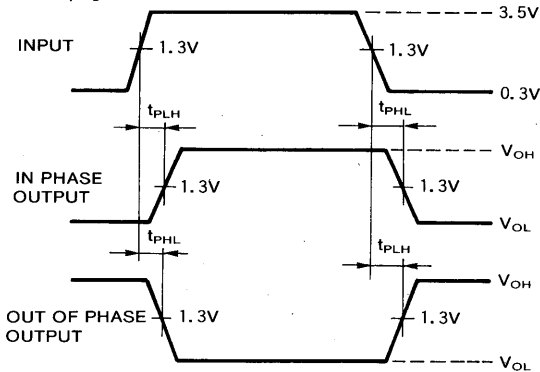 3.5V
INPUT
1.3V
1.3V
0.3V
tPLH
tPHL
VOH
IN PHASE
OUTPUT
1.3V
1.3V
VOL
tPHL
tPLH
VOH
OUT OF PHASE
OUTPUT
1.3V
1.3V
VOL